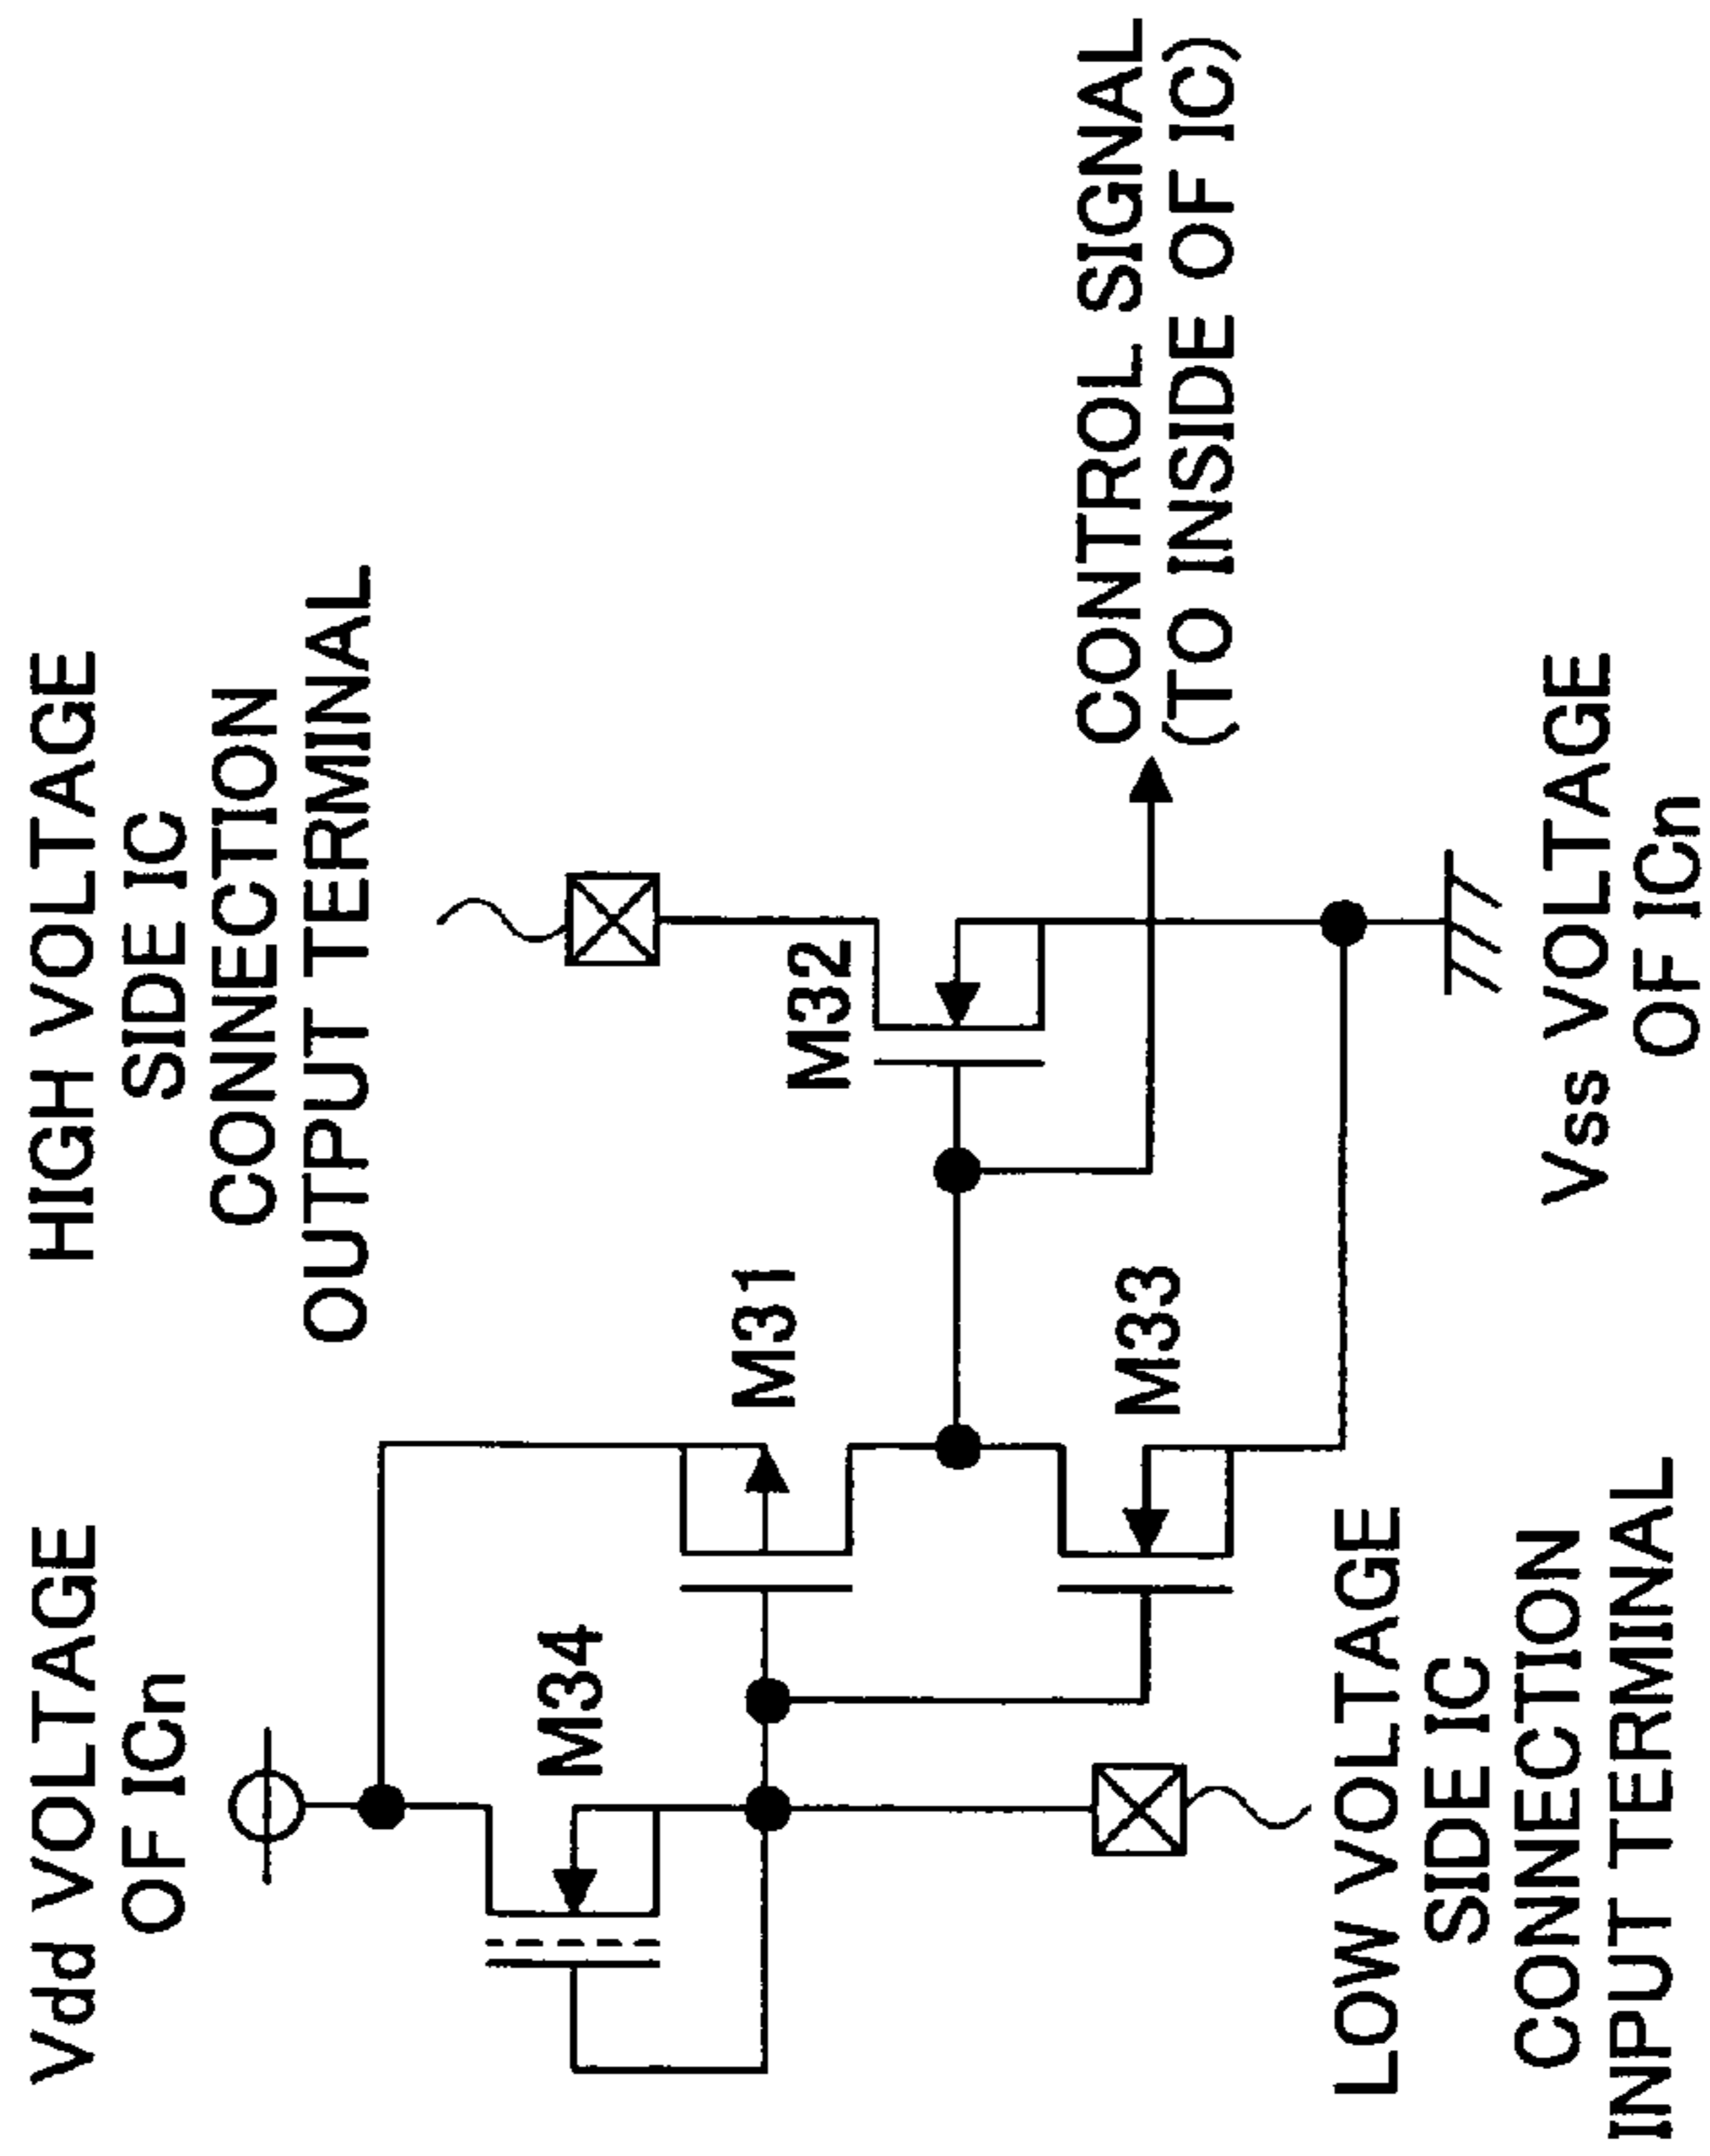 Vdd VOLTAGE
OF ICn
HIGH VOLTAGE
SIDE IC
CONNECTION
OUTPUT TERMINAL
M34
M31
M32
M33
CONTROL SIGNAL
(TO INSIDE OF IC)
LOW VOLTAGE
SIDE IC
CONNECTION
INPUT TERMINAL
Vss VOLTAGE
OF ICn